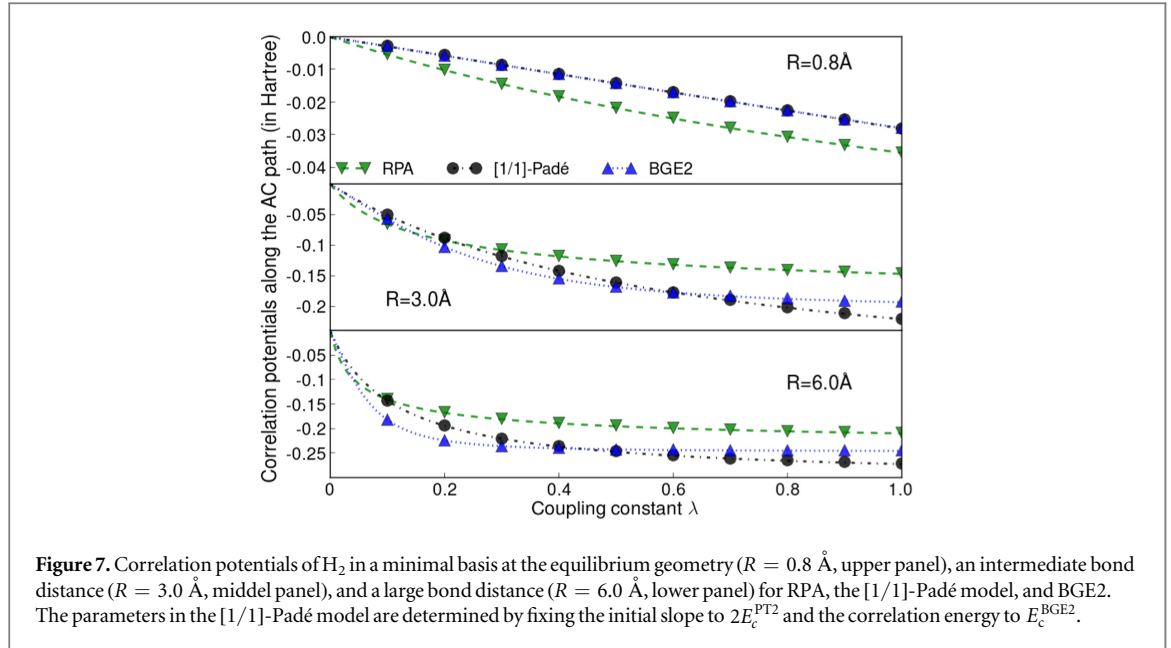 Correlation potentials along the AC path (in Hartree)
0.0
-0.01
-0.02
-0.03
-0.04
R=0.8Å
RPA [1/1]-Padé BGE2
-0.05
-0.1
-0.15
-0.2
R=3.0Å
-0.05
-0.1
-0.15
-0.2
-0.25
R=6.0Å
0 0.2 0.4 0.6 0.8 1.0
Coupling constant λ
Figure 7. Correlation potentials of H₂ in a minimal basis at the equilibrium geometry (R = 0.8 Å, upper panel), an intermediate bond
distance (R = 3.0 Å, middel panel), and a large bond distance (R = 6.0 Å, lower panel) for RPA, the [1/1]-Padé model, and BGE2.
The parameters in the [1/1]-Padé model are determined by fixing the initial slope to 2E_c^PT2 and the correlation energy to E_c^BGE2.